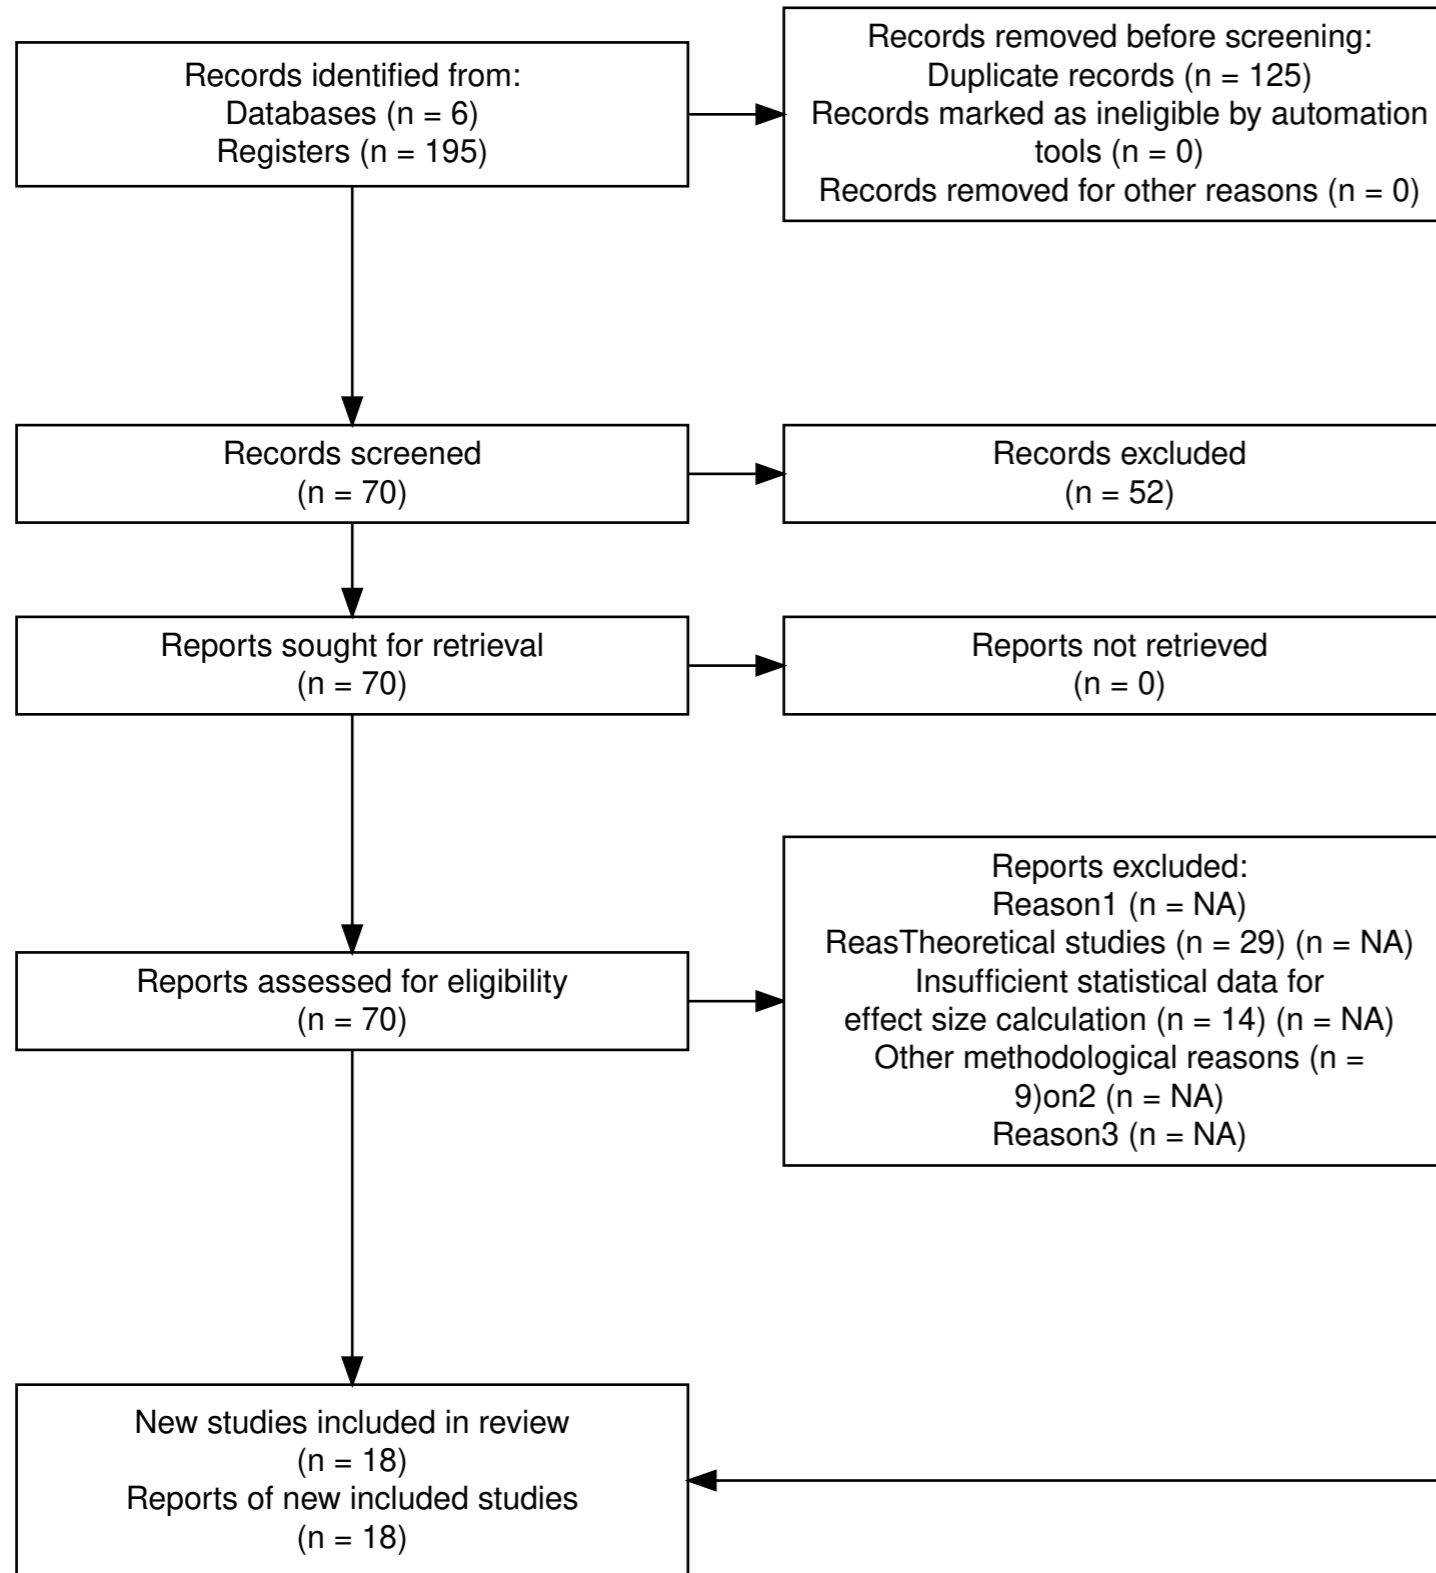 Records identified from:
Databases (n = 6)
Registers (n = 195)
Records removed before screening:
Duplicate records (n = 125)
Records marked as ineligible by automation
tools (n = 0)
Records removed for other reasons (n = 0)
Records screened
(n = 70)
Records excluded
(n = 52)
Reports sought for retrieval
(n = 70)
Reports not retrieved
(n = 0)
Reports assessed for eligibility
(n = 70)
Reports excluded:
Reason1 (n = NA)
ReasTheoretical studies (n = 29) (n = NA)
Insufficient statistical data for
effect size calculation (n = 14) (n = NA)
Other methodological reasons (n =
9)on2 (n = NA)
Reason3 (n = NA)
New studies included in review
(n = 18)
Reports of new included studies
(n = 18)